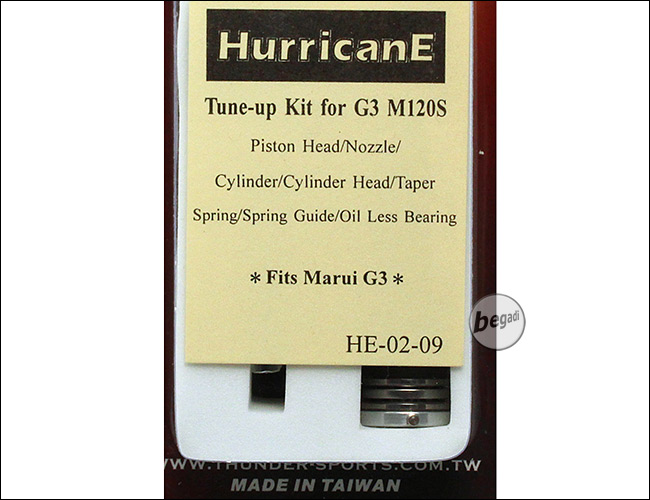 HurricanE
Tune-up Kit for G3 M120S
Piston Head/Nozzle/
Cylinder/Cylinder Head/Taper
Spring/Spring Guide/Oil Less Bearing
* Fits Marui G3 *
begadi
HE-02-09
WWW.THUNDER-SPORTS.COM.TW
MADE IN TAIWAN